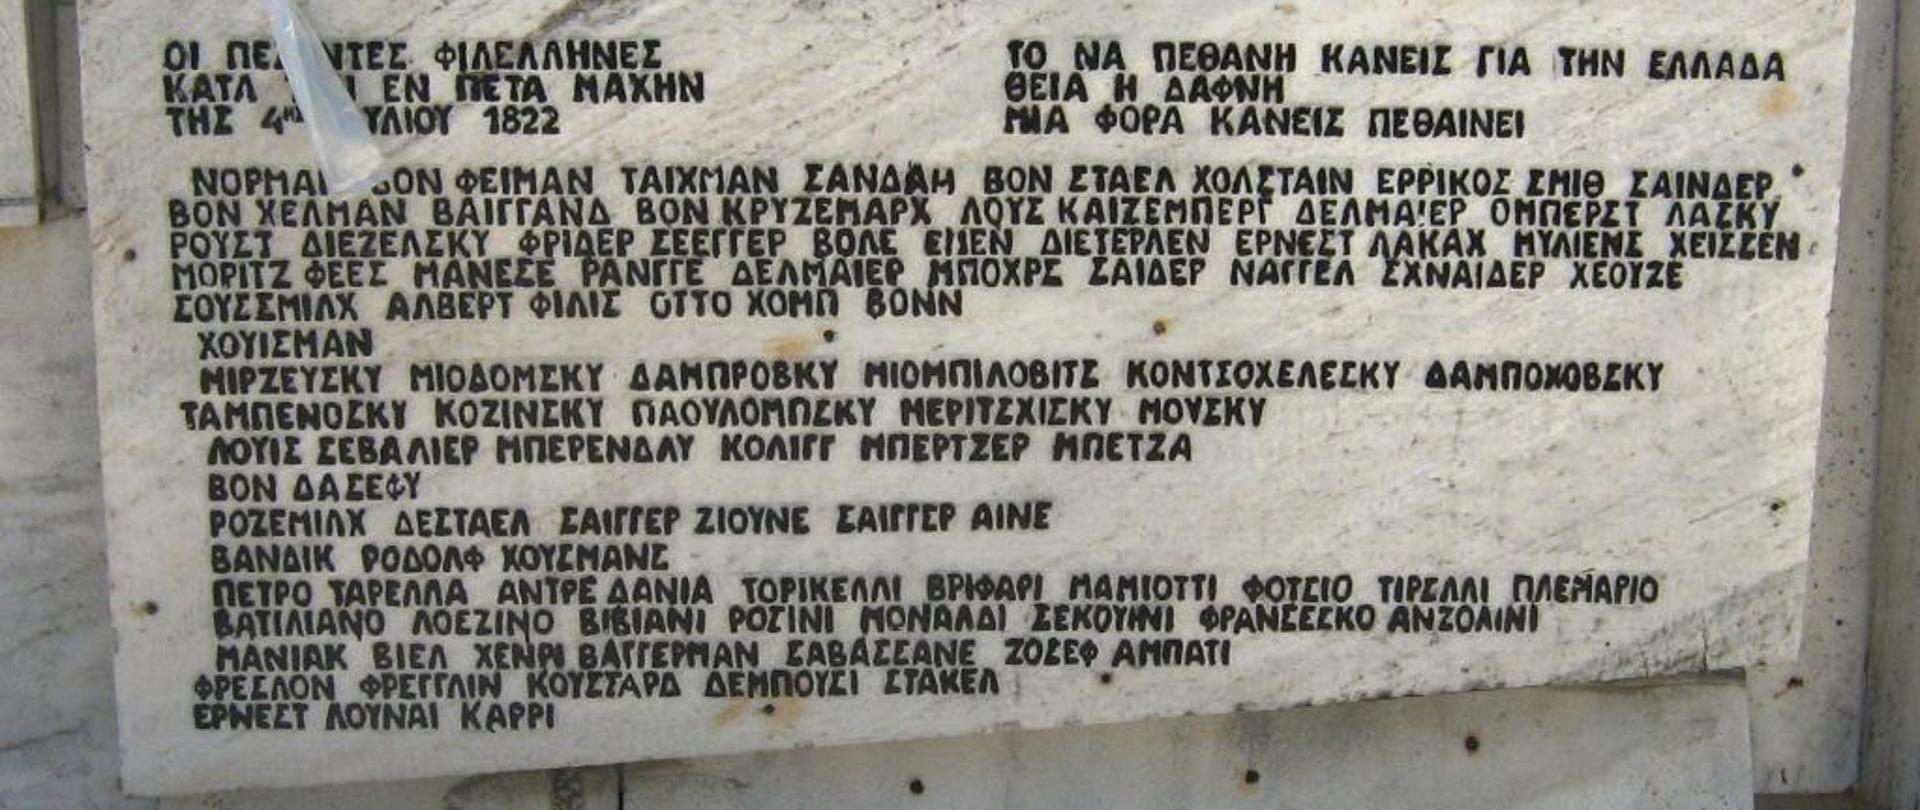 ΟΙ ΤΕΣ ΦΙΛΕΛΛΗΝΕΣ
ΚΑΤΑ ΕΝ ΠΕΤΑ ΜΑΧΗΝ
ΤΗΣ 4ΗΣ ΥΛΙΟΥ 1822
ΤΟ ΝΑ ΠΕΘΑΝΗ ΚΑΝΕΙΣ ΓΙΑ ΤΗΝ ΕΛΛΑΔΑ
ΘΕΙΑ Η ΔΑΦΝΗ
ΜΙΑ ΦΟΡΑ ΚΑΝΕΙΣ ΠΕΘΑΙΝΕΙ
ΝΟΡΜΑΝ ΒΟΝ ΦΕΙΜΑΝ ΤΑΙΧΜΑΝ ΣΑΝΔΑΗ ΒΟΝ ΣΤΑΕΛ ΧΟΛΣΤΑΙΝ ΕΡΡΙΚΟΣ ΣΜΙΘ ΣΑΙΝΔΕΡ
ΒΟΝ ΧΕΛΜΑΝ ΒΑΙΓΓΑΝΔ ΒΟΝ ΚΡΥΖΕΜΑΡΧ ΛΟΥΣ ΚΑΙΖΕΜΠΕΡΓ ΔΕΛΜΑΙΕΡ ΟΜΠΕΡΣΤ ΛΑΣΚΥ
ΡΟΥΣΤ ΔΙΕΖΕΛΣΚΥ ΦΡΙΔΕΡ ΣΕΕΓΓΕΡ ΒΟΛΕ ΕΙΣΕΝ ΔΙΕΤΕΡΛΕΝ ΕΡΝΕΣΤ ΛΑΚΑΧ ΜΥΛΙΕΝΣ ΧΕΙΣΣΕΝ
ΜΟΡΙΤΖ ΦΕΕΣ ΜΑΝΕΣΕ ΡΑΝΓΓΕ ΔΕΛΜΑΙΕΡ ΜΠΟΧΡΣ ΣΑΙΔΕΡ ΝΑΓΓΕΛ ΣΧΝΑΙΔΕΡ ΧΕΟΥΖΕ
ΣΟΥΣΣΜΙΛΧ ΑΛΒΕΡΤ ΦΙΛΙΣ ΟΤΤΟ ΧΟΜΠ ΒΟΝΝ
ΧΟΥΙΣΜΑΝ
ΜΙΡΖΕΥΣΚΥ ΜΙΟΔΟΜΣΚΥ ΔΑΜΠΡΟΒΚΥ ΜΙΟΜΠΙΛΟΒΙΤΣ ΚΟΝΤΣΟΧΕΛΕΣΚΥ ΔΑΜΠΟΧΟΒΣΚΥ
ΤΑΜΠΕΝΟΣΚΥ ΚΟΖΙΝΣΚΥ ΠΑΟΥΛΟΜΠΣΚΥ ΜΕΡΙΤΣΧΙΣΚΥ ΜΟΥΣΚΥ
ΛΟΥΙΣ ΣΕΒΑΛΙΕΡ ΜΠΕΡΕΝΔΛΥ ΚΟΛΙΓΓ ΜΠΕΡΤΖΕΡ ΜΠΕΤΖΑ
ΒΟΝ ΔΑΣΕΦΥ
ΡΟΖΕΜΙΛΧ ΔΕΣΤΑΕΛ ΣΑΙΓΓΕΡ ΖΙΟΥΝΕ ΣΑΙΓΓΕΡ ΑΙΝΕ
ΒΑΝΔΙΚ ΡΟΔΟΛΦ ΧΟΥΣΜΑΝΣ
ΠΕΤΡΟ ΤΑΡΕΛΛΑ ΑΝΤΡΕ ΔΑΝΙΑ ΤΟΡΙΚΕΛΛΙ ΒΡΙΦΑΡΙ ΜΑΜΙΟΤΤΙ ΦΟΤΣΙΟ ΤΙΡΕΛΛΙ ΠΛΕΜΑΡΙΟ
ΒΑΤΙΛΙΑΝΟ ΛΟΕΖΙΝΟ ΒΙΒΙΑΝΙ ΡΟΣΙΝΙ ΜΟΝΑΛΔΙ ΣΕΚΟΥΙΝΙ ΦΡΑΝΣΕΣΚΟ ΑΝΖΟΛΙΝΙ
ΜΑΝΙΑΚ ΒΙΕΛ ΧΕΝΡΙ ΒΑΓΓΕΡΜΑΝ ΣΑΒΑΣΣΑΝΕ ΖΟΣΕΦ ΑΜΠΑΤΙ
ΦΡΕΣΛΟΝ ΦΡΕΓΓΛΙΝ ΚΟΥΣΤΑΡΔ ΔΕΜΠΟΥΣΙ ΣΤΑΚΕΛ
ΕΡΝΕΣΤ ΛΟΥΝΑΙ ΚΑΡΡΙ